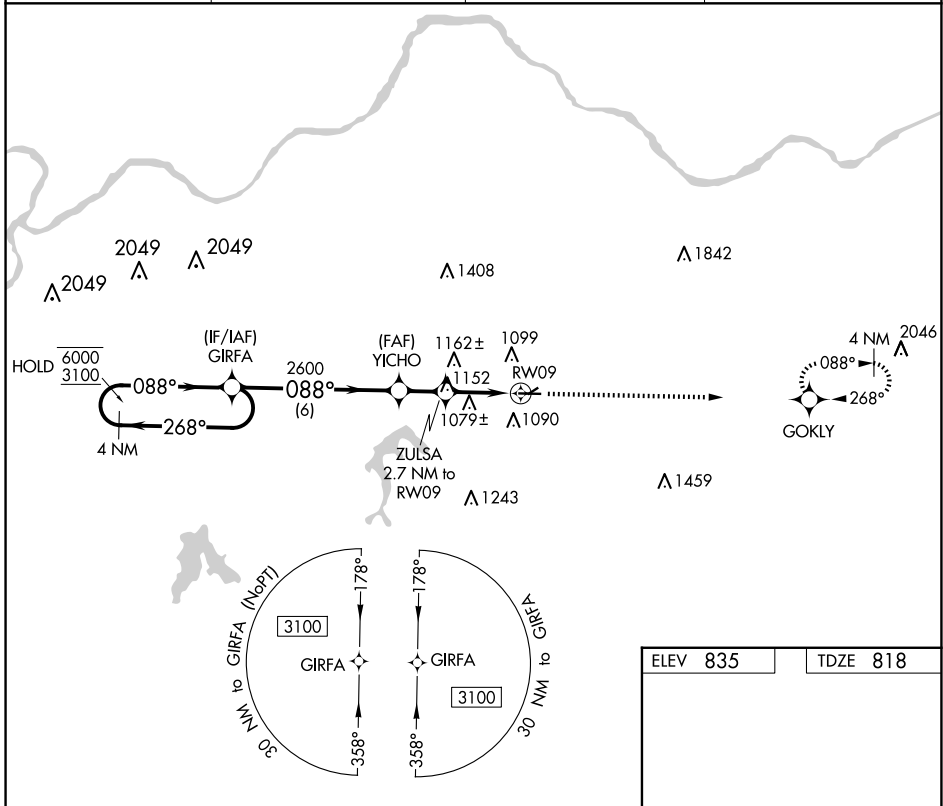 2049
2049
2049
1408
1842
HOLD
6000
3100
(IF/IAF)
GIRFA
088°
268°
4 NM
2600
088°
(6)
(FAF)
YICHO
1162±
1152
1079±
1099
RW09
1090
ZULSA
2.7 NM to
RW09
1243
1459
4 NM
2046
088°
268°
GOKLY
30 NM to GIRFA (NoPT)
3100
178°
GIRFA
358°
178°
GIRFA
358°
3100
30 NM to GIRFA
ELEV 835
TDZE 818